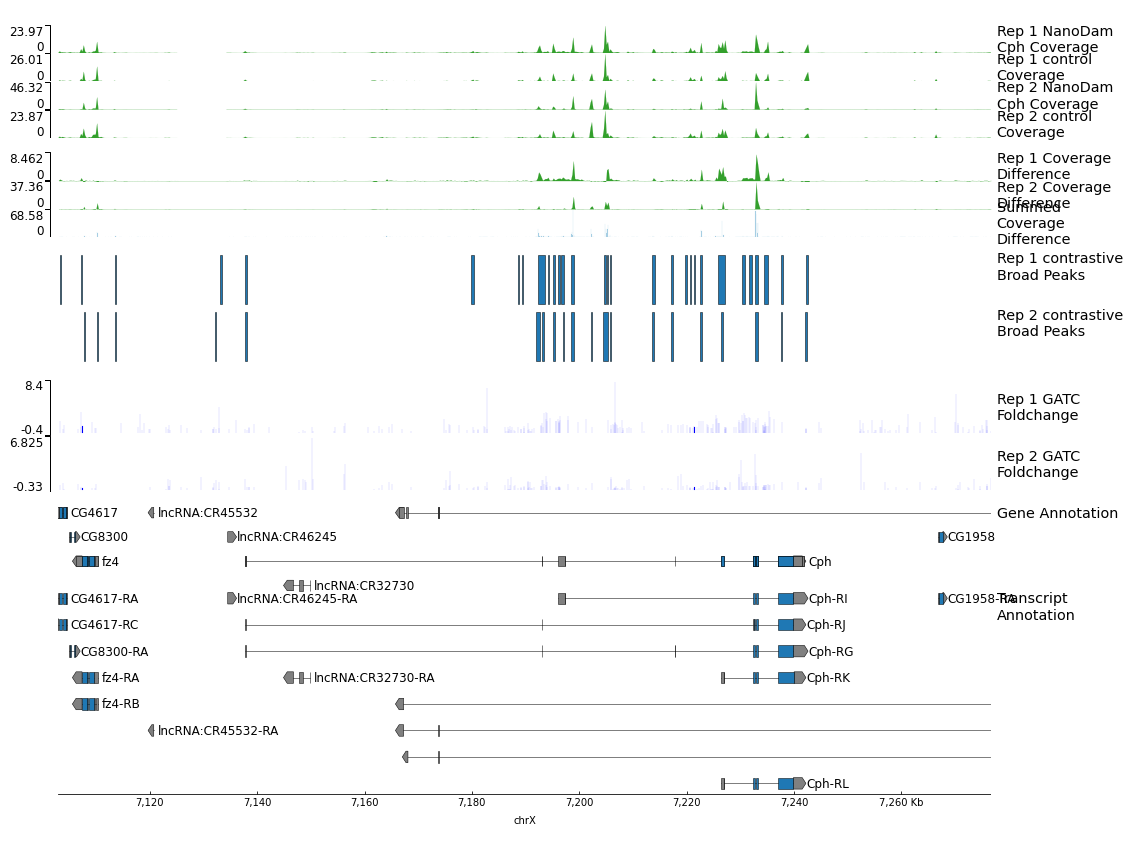 23.97
0
Rep 1 NanoDam
Cph Coverage
26.01
0
Rep 1 control
Coverage
46.32
0
Rep 2 NanoDam
Cph Coverage
23.87
0
Rep 2 control
Coverage
8.462
0
Rep 1 Coverage
Difference
37.36
0
Rep 2 Coverage
Difference
68.58
0
Summed
Coverage
Difference
Rep 1 contrastive
Broad Peaks
Rep 2 contrastive
Broad Peaks
8.4
-0.4
Rep 1 GATC
Foldchange
6.825
-0.33
Rep 2 GATC
Foldchange
CG4617 lncRNA:CR45532 Gene Annotation
CG8300 lncRNA:CR46245 CG1958
fz4 Cph
lncRNA:CR32730
CG4617-RA lncRNA:CR46245-RA Cph-RI CG1958-RA
Transcript
Annotation
CG4617-RC Cph-RJ
CG8300-RA Cph-RG
fz4-RA lncRNA:CR32730-RA Cph-RK
fz4-RB
lncRNA:CR45532-RA
Cph-RL
7,120 7,140 7,160 7,180 7,200 7,220 7,240 7,260 Kb
chrX